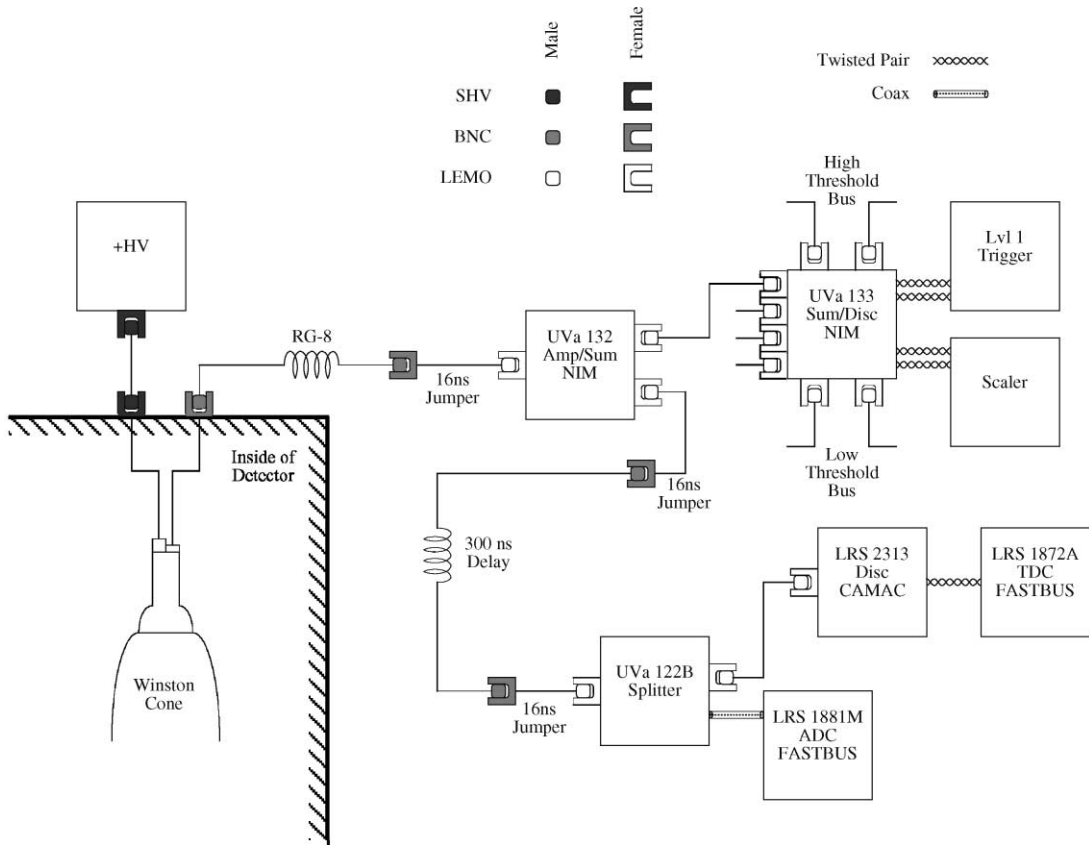 Male
Female
SHV
BNC
LEMO
Twisted Pair
Coax
High
Threshold
Bus
+HV
Lvl 1
Trigger
UVa 133
Sum/Disc
NIM
RG-8
UVa 132
Amp/Sum
NIM
16ns
Jumper
Scaler
Inside of
Detector
Low
Threshold
Bus
16ns
Jumper
300 ns
Delay
LRS 2313
Disc
CAMAC
LRS 1872A
TDC
FASTBUS
Winston
Cone
UVa 122B
Splitter
16ns
Jumper
LRS 1881M
ADC
FASTBUS